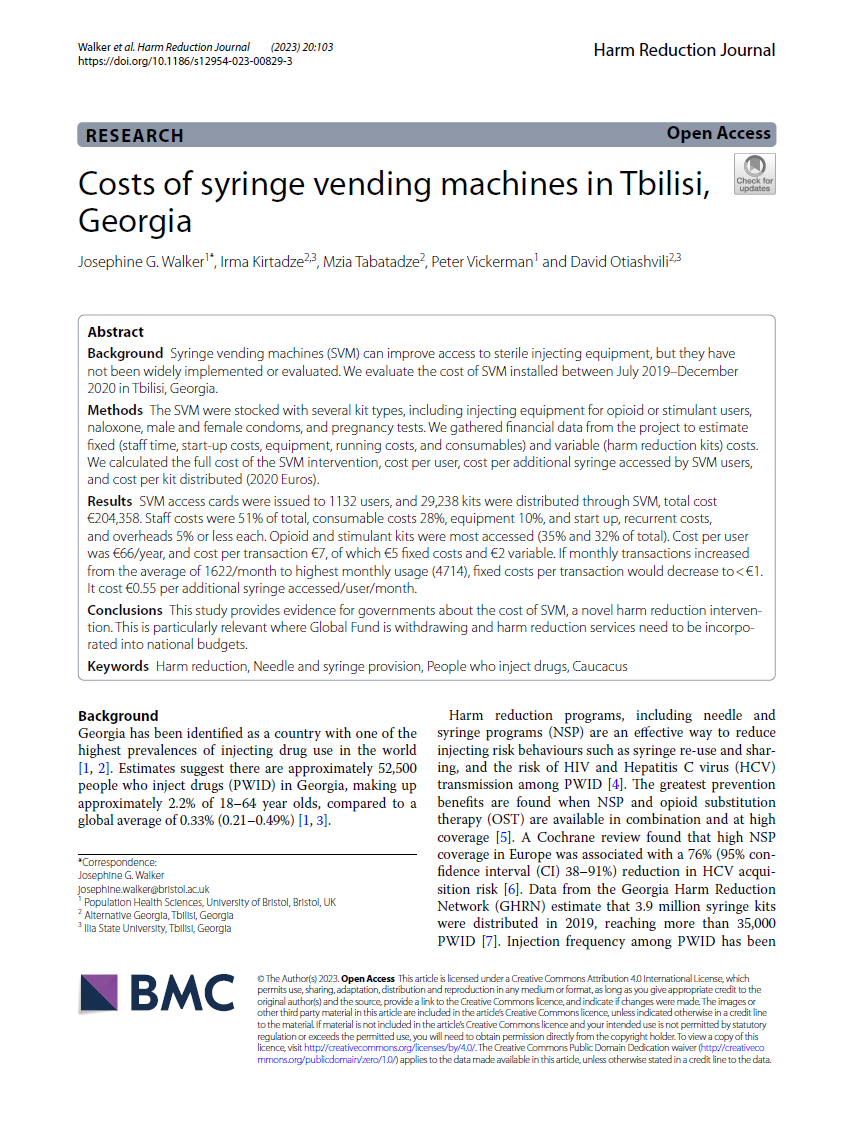 Walker et al. Harm Reduction Journal (2023) 20:103
https://doi.org/10.1186/s12954-023-00829-3
Harm Reduction Journal
RESEARCH
Open Access
Check for
updates
Costs of syringe vending machines in Tbilisi,
Georgia
Josephine G. Walker1*, Irma Kirtadze2,3, Mzia Tabatadze2, Peter Vickerman1 and David Otiashvili2,3
Abstract
Background Syringe vending machines (SVM) can improve access to sterile injecting equipment, but they have
not been widely implemented or evaluated. We evaluate the cost of SVM installed between July 2019–December
2020 in Tbilisi, Georgia.
Methods The SVM were stocked with several kit types, including injecting equipment for opioid or stimulant users,
naloxone, male and female condoms, and pregnancy tests. We gathered financial data from the project to estimate
fixed (staff time, start-up costs, equipment, running costs, and consumables) and variable (harm reduction kits) costs.
We calculated the full cost of the SVM intervention, cost per user, cost per additional syringe accessed by SVM users,
and cost per kit distributed (2020 Euros).
Results SVM access cards were issued to 1132 users, and 29,238 kits were distributed through SVM, total cost
€204,358. Staff costs were 51% of total, consumable costs 28%, equipment 10%, and start up, recurrent costs,
and overheads 5% or less each. Opioid and stimulant kits were most accessed (35% and 32% of total). Cost per user
was €66/year, and cost per transaction €7, of which €5 fixed costs and €2 variable. If monthly transactions increased
from the average of 1622/month to highest monthly usage (4714), fixed costs per transaction would decrease to < €1.
It cost €0.55 per additional syringe accessed/user/month.
Conclusions This study provides evidence for governments about the cost of SVM, a novel harm reduction interven-
tion. This is particularly relevant where Global Fund is withdrawing and harm reduction services need to be incorpo-
rated into national budgets.
Keywords Harm reduction, Needle and syringe provision, People who inject drugs, Caucacus
Background
Georgia has been identified as a country with one of the
highest prevalences of injecting drug use in the world
[1, 2]. Estimates suggest there are approximately 52,500
people who inject drugs (PWID) in Georgia, making up
approximately 2.2% of 18–64 year olds, compared to a
global average of 0.33% (0.21–0.49%) [1, 3].
*Correspondence:
Josephine G. Walker
josephine.walker@bristol.ac.uk
1 Population Health Sciences, University of Bristol, Bristol, UK
2 Alternative Georgia, Tbilisi, Georgia
3 Ilia State University, Tbilisi, Georgia
Harm reduction programs, including needle and
syringe programs (NSP) are an effective way to reduce
injecting risk behaviours such as syringe re-use and shar-
ing, and the risk of HIV and Hepatitis C virus (HCV)
transmission among PWID [4]. The greatest prevention
benefits are found when NSP and opioid substitution
therapy (OST) are available in combination and at high
coverage [5]. A Cochrane review found that high NSP
coverage in Europe was associated with a 76% (95% con-
fidence interval (CI) 38–91%) reduction in HCV acqui-
sition risk [6]. Data from the Georgia Harm Reduction
Network (GHRN) estimate that 3.9 million syringe kits
were distributed in 2019, reaching more than 35,000
PWID [7]. Injection frequency among PWID has been
BMC
© The Author(s) 2023. Open Access This article is licensed under a Creative Commons Attribution 4.0 International License, which
permits use, sharing, adaptation, distribution and reproduction in any medium or format, as long as you give appropriate credit to the
original author(s) and the source, provide a link to the Creative Commons licence, and indicate if changes were made. The images or
other third party material in this article are included in the article's Creative Commons licence, unless indicated otherwise in a credit line
to the material. If material is not included in the article's Creative Commons licence and your intended use is not permitted by statutory
regulation or exceeds the permitted use, you will need to obtain permission directly from the copyright holder. To view a copy of this
licence, visit http://creativecommons.org/licenses/by/4.0/. The Creative Commons Public Domain Dedication waiver (http://creativeco
mmons.org/publicdomain/zero/1.0/) applies to the data made available in this article, unless otherwise stated in a credit line to the data.